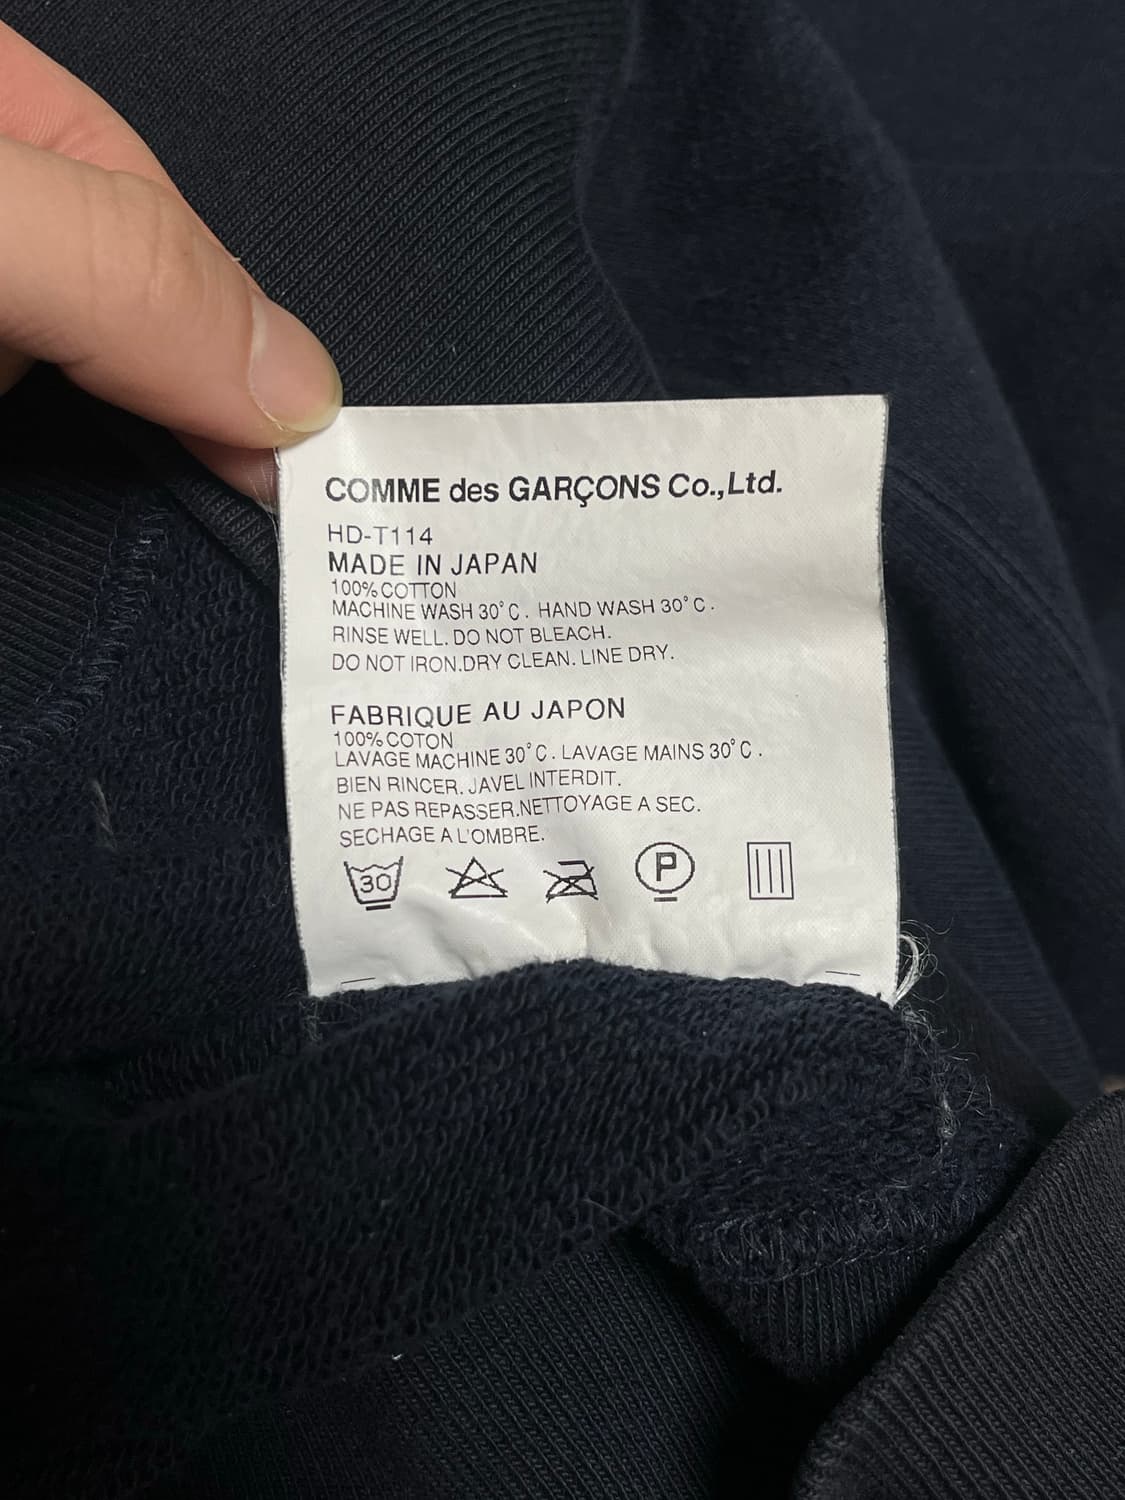 COMME des GARÇONS Co.,Ltd.
HD-T114
MADE IN JAPAN
100% COTTON
MACHINE WASH 30°C. HAND WASH 30°C.
RINSE WELL. DO NOT BLEACH.
DO NOT IRON.DRY CLEAN. LINE DRY.
FABRIQUE AU JAPON
100% COTON
LAVAGE MACHINE 30°C. LAVAGE MAINS 30°C.
BIEN RINCER. JAVEL INTERDIT.
NE PAS REPASSER.NETTOYAGE A SEC.
SECHAGE A L'OMBRE.
30 P